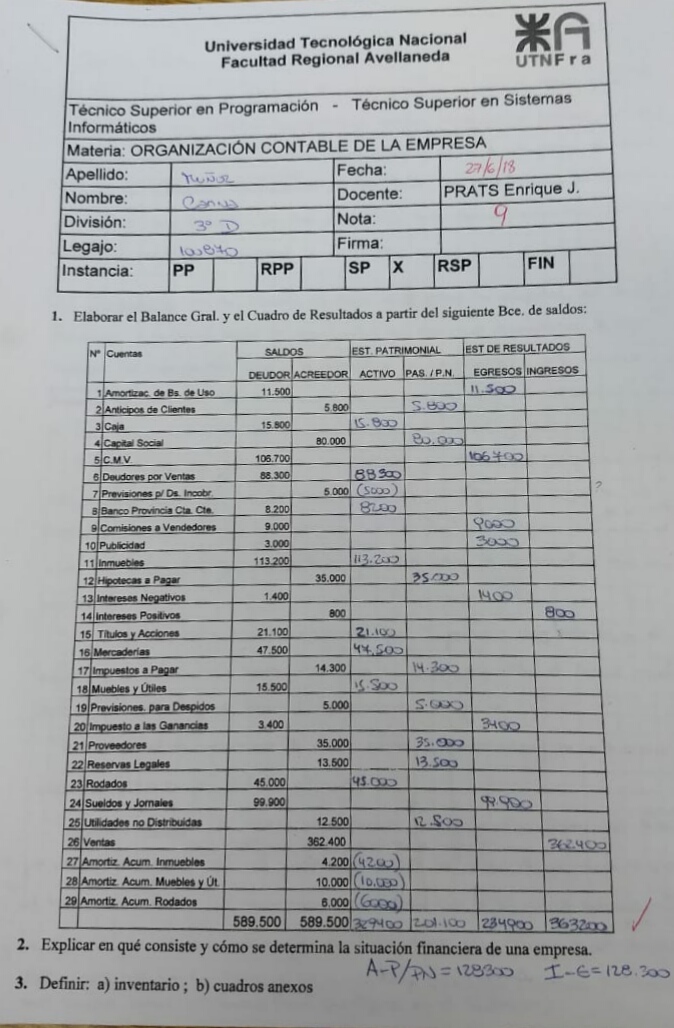 Universidad Tecnológica Nacional
Facultad Regional Avellaneda
UTNFra
Técnico Superior en Programación - Técnico Superior en Sistemas
Informáticos
Materia: ORGANIZACIÓN CONTABLE DE LA EMPRESA
Apellido: Muñoz Fecha: 27/6/18
Nombre: Docente: PRATS Enrique J.
División: 3º D Nota: 9
Legajo: 100870 Firma:
Instancia: PP RPP SP X RSP FIN
1. Elaborar el Balance Gral. y el Cuadro de Resultados a partir del siguiente Bce. de saldos:
Nº Cuentas SALDOS EST. PATRIMONIAL EST DE RESULTADOS
DEUDOR ACREEDOR ACTIVO PAS. / P.N. EGRESOS INGRESOS
1 Amortizac. de Bs. de Uso 11.500 11.500
2 Anticipos de Clientes 5.800 5.800
3 Caja 15.800 15.800
4 Capital Social 80.000 80.000
5 C.M.V. 106.700 106700
6 Deudores por Ventas 88.300 88300
7 Previsiones p/ Ds. Incobr. 5.000 (5000)
?
8 Banco Provincia Cta. Cte. 8.200 8200
9 Comisiones a Vendedores 9.000 9000
10 Publicidad 3.000 3000
11 Inmuebles 113.200 113.200
12 Hipotecas a Pagar 35.000 35.000
13 Intereses Negativos 1.400 1400
14 Intereses Positivos 800 800
15 Títulos y Acciones 21.100 21.100
16 Mercaderías 47.500 47.500
17 Impuestos a Pagar 14.300 14.300
18 Muebles y Útiles 15.500 15.500
19 Previsiones. para Despidos 5.000 5.000
20 Impuesto a las Ganancias 3.400 3400
21 Proveedores 35.000 35.000
22 Reservas Legales 13.500 13.500
23 Rodados 45.000 45.000
24 Sueldos y Jornales 99.900 99.900
25 Utilidades no Distribuidas 12.500 12.500
26 Ventas 362.400 362400
27 Amortiz. Acum. Inmuebles 4.200 (4200)
28 Amortiz. Acum. Muebles y Út. 10.000 (10.000)
29 Amortiz. Acum. Rodados 6.000 (6000)
589.500 589.500 329400 201.100 234900 363200
2. Explicar en qué consiste y cómo se determina la situación financiera de una empresa.
A-P/PN = 128300 I-E = 128.300
3. Definir: a) inventario ; b) cuadros anexos